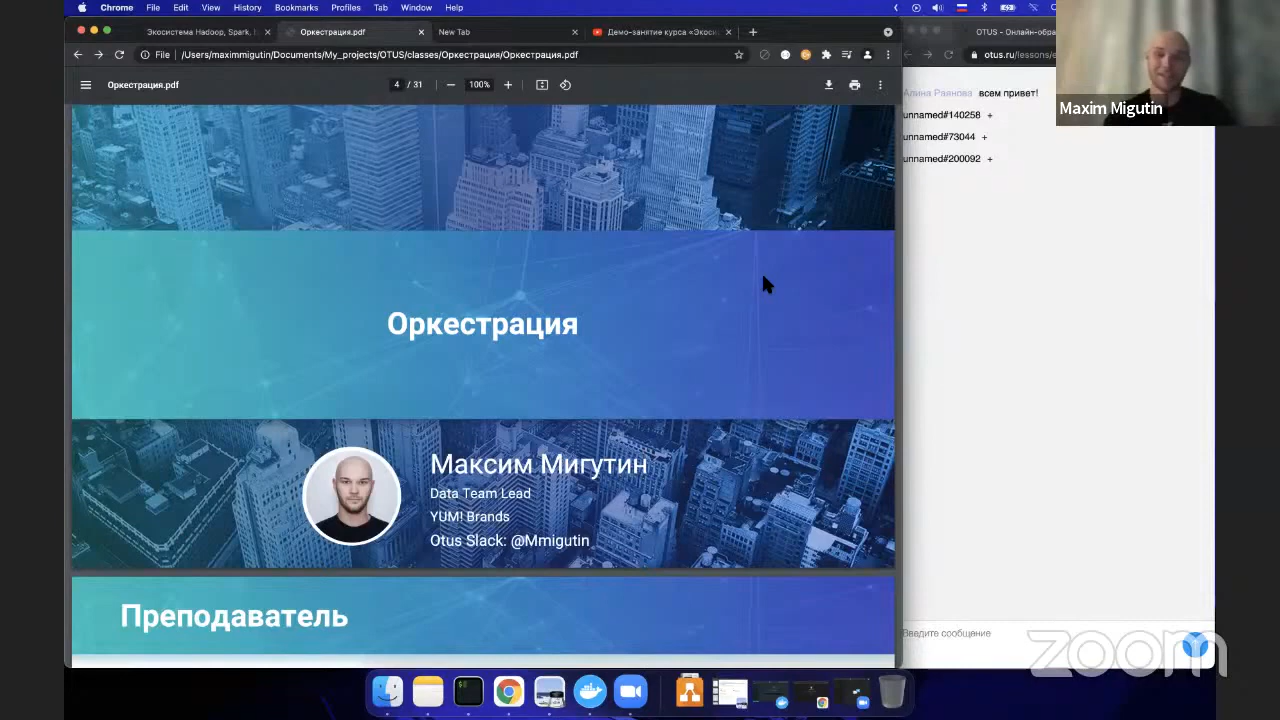 Chrome File Edit View History Bookmarks Profiles Tab Window Help
Экосистема Hadoop, Spark,
Оркестрация.pdf
New Tab
Демо-занятие курса «Экоси
OTUS - Онлайн-обра
File /Users/maximmigutin/Documents/My_projects/OTUS/classes/Оркестрация/Оркестрация.pdf
otus.ru/lessons/e
Оркестрация.pdf
4 / 31
100%
Алина Раянова всем привет!
unnamed#140258 +
unnamed#73044 +
unnamed#200092 +
Maxim Migutin
Оркестрация
Максим Мигутин
Data Team Lead
YUM! Brands
Otus Slack: @Mmigutin
Преподаватель
Введите сообщение
zoom